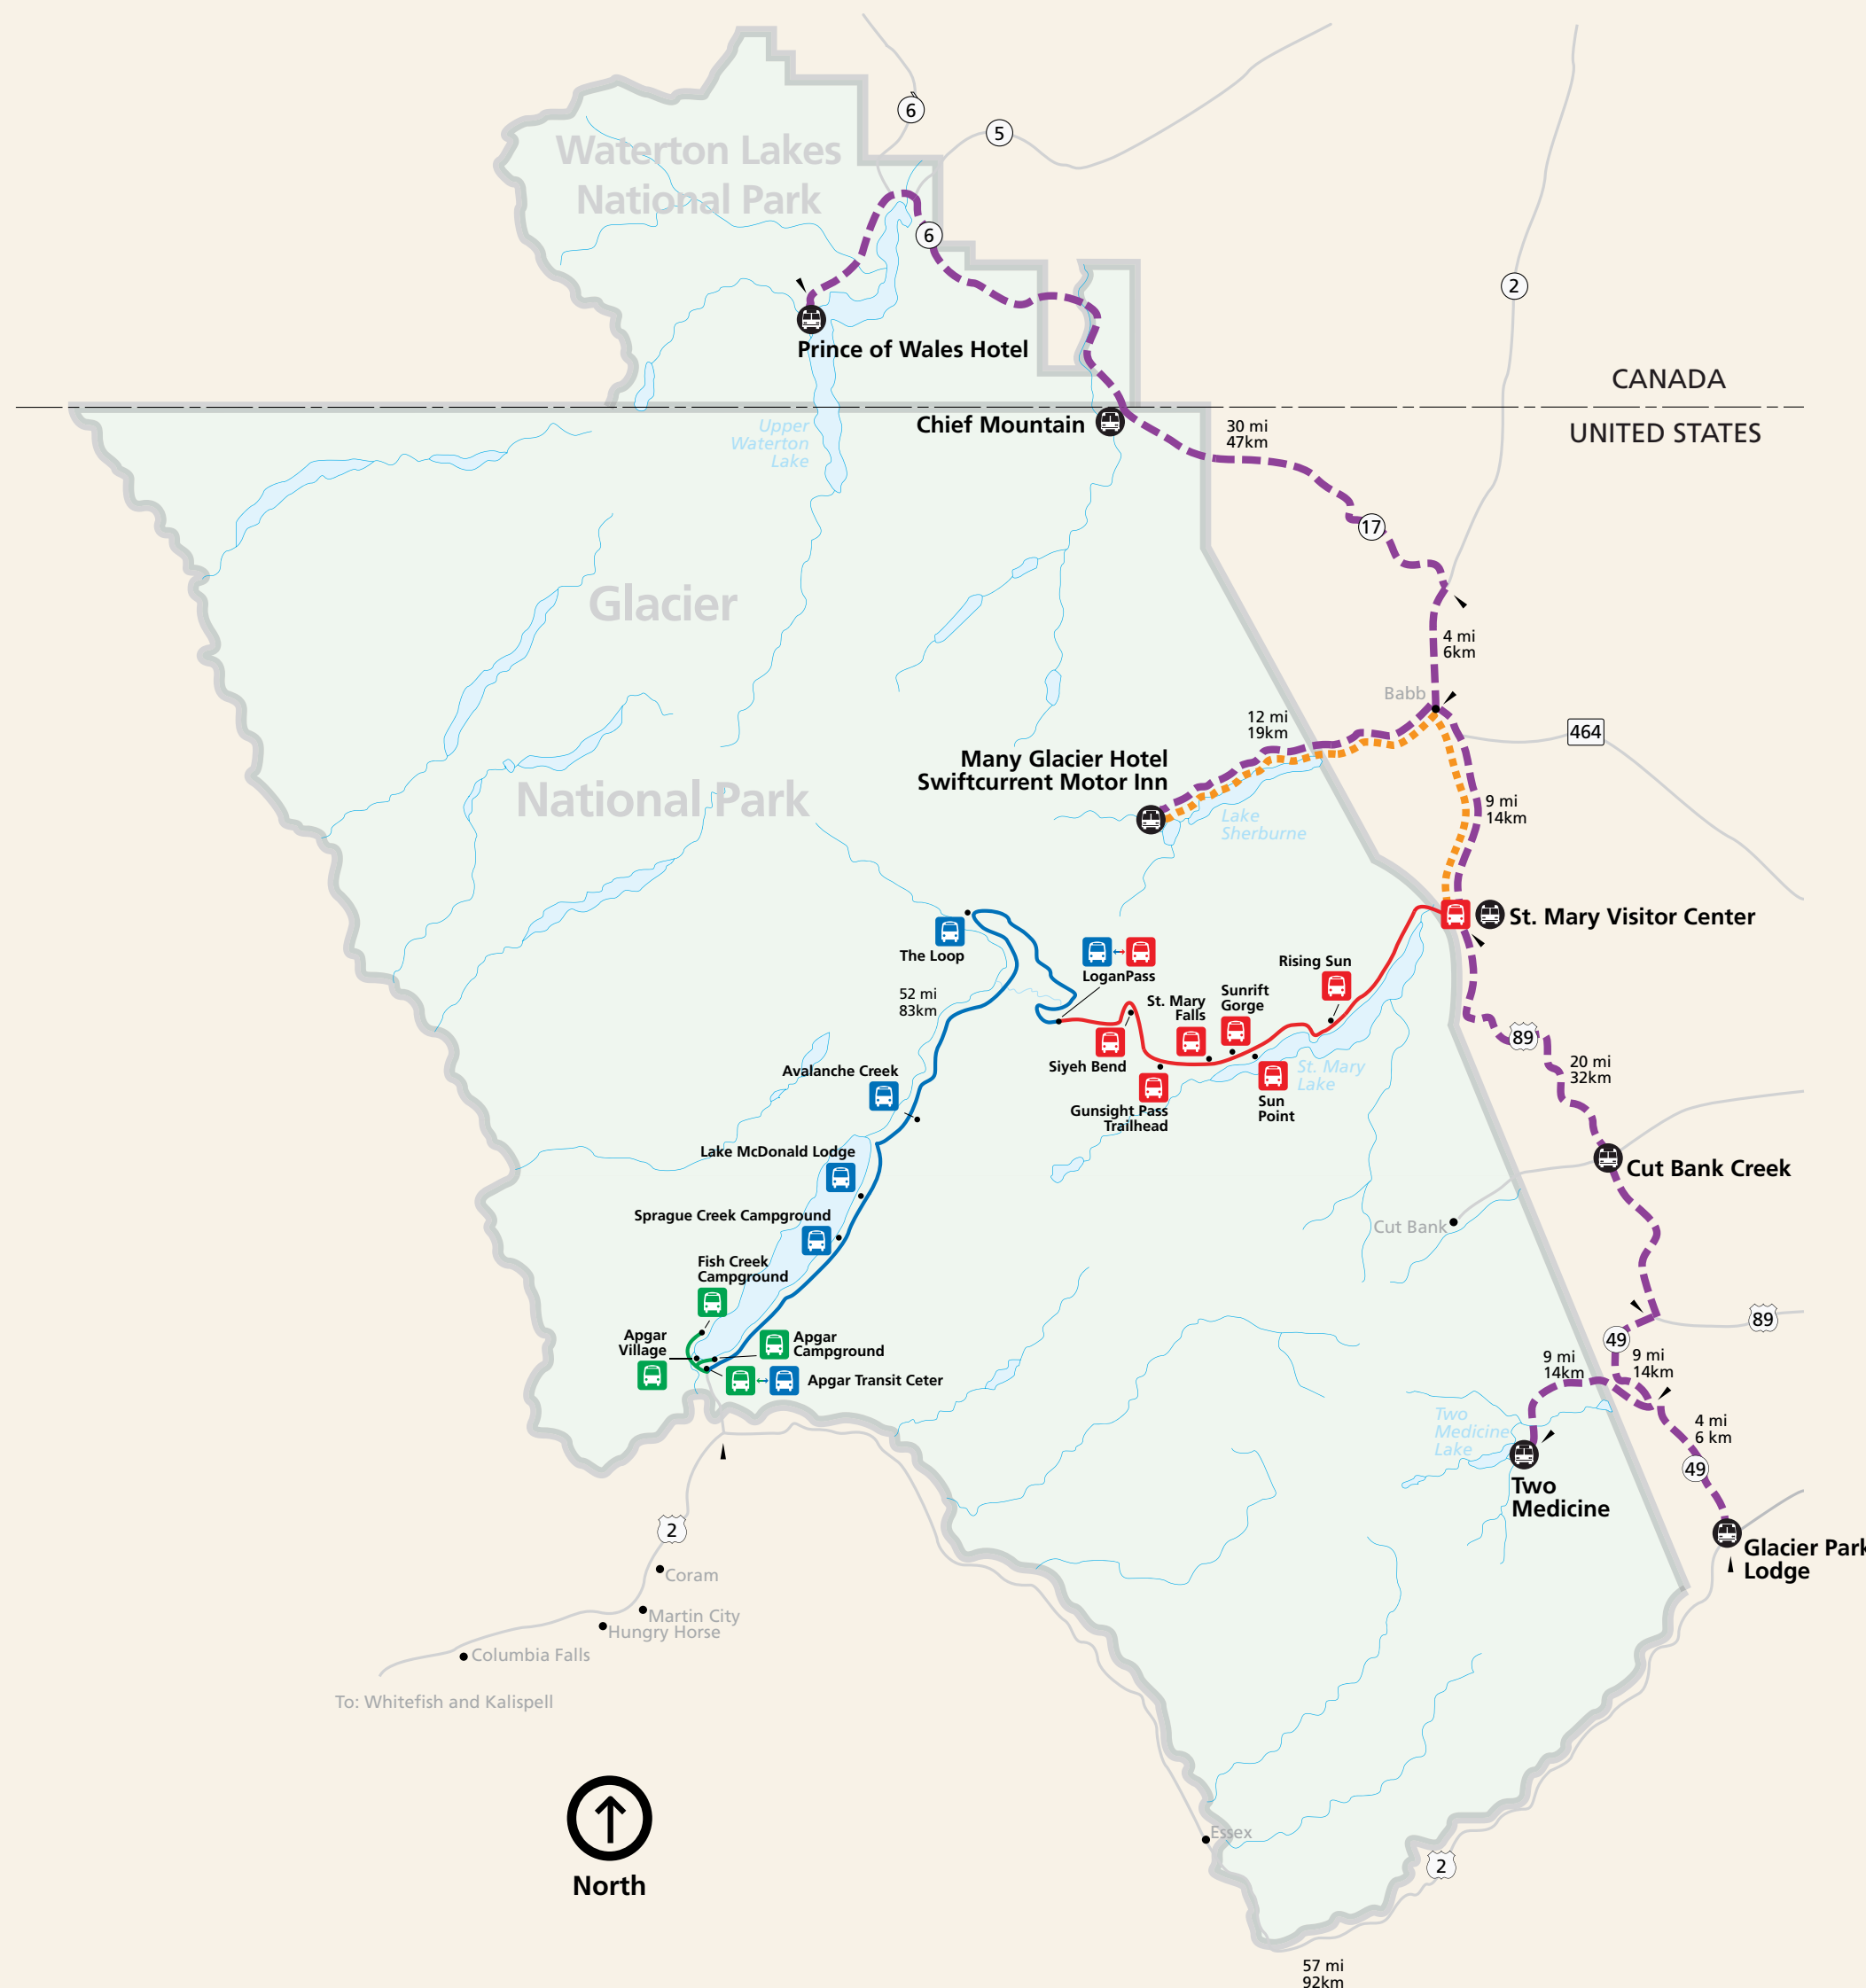 6
5
Waterton Lakes
National Park
6
2
Prince of Wales Hotel
CANADA
Chief Mountain
UNITED STATES
Upper
Waterton
Lake
30 mi
47km
17
Glacier
4 mi
6km
Babb
12 mi
19km
464
Many Glacier Hotel
Swiftcurrent Motor Inn
National Park
9 mi
14km
Lake
Sherburne
St. Mary Visitor Center
The Loop
LoganPass
Rising Sun
52 mi
83km
St. Mary
Falls
Sunrift
Gorge
89
Siyeh Bend
St. Mary
Lake
20 mi
32km
Avalanche Creek
Gunsight Pass
Trailhead
Sun
Point
Lake McDonald Lodge
Cut Bank Creek
Sprague Creek Campground
Cut Bank
Fish Creek
Campground
89
Apgar
Village
Apgar
Campground
49
9 mi
14km
9 mi
14km
Apgar Transit Ceter
Two
Medicine
Lake
4 mi
6 km
49
Two
Medicine
2
Glacier Park
Lodge
Coram
Martin City
Hungry Horse
Columbia Falls
To: Whitefish and Kalispell
Essex
2
North
57 mi
92km